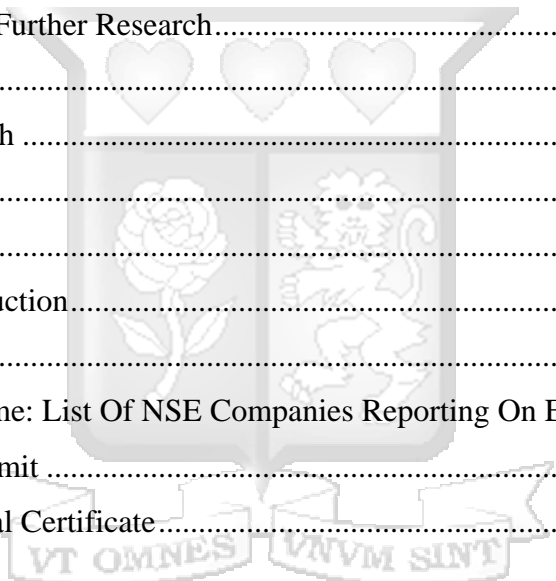 Further Research........................................................
................................................................................
h ............................................................................
................................................................................
................................................................................
uction.....................................................................
................................................................................
ne: List Of NSE Companies Reporting On E
mit .........................................................................
al Certificate...........................................................
VT OMNES VNVM SINT